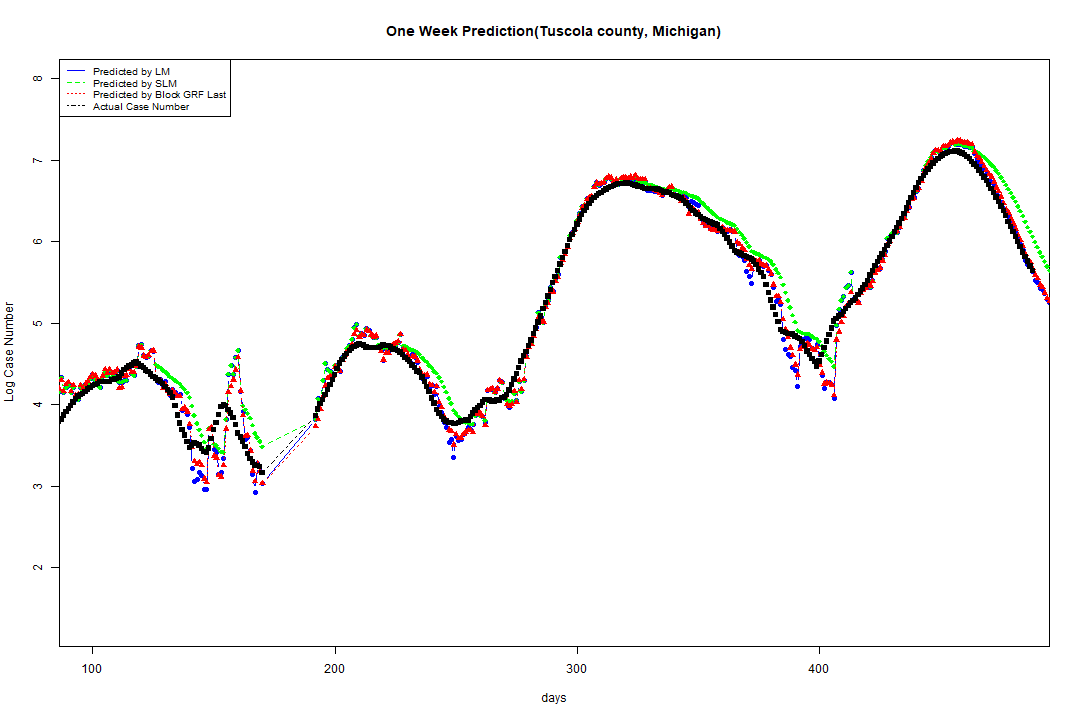 One Week Prediction(Tuscola county, Michigan)
Predicted by LM
Predicted by SLM
Predicted by Block GRF Last
Actual Case Number
8
7
6
5
4
3
2
Log Case Number
100 200 300 400
days